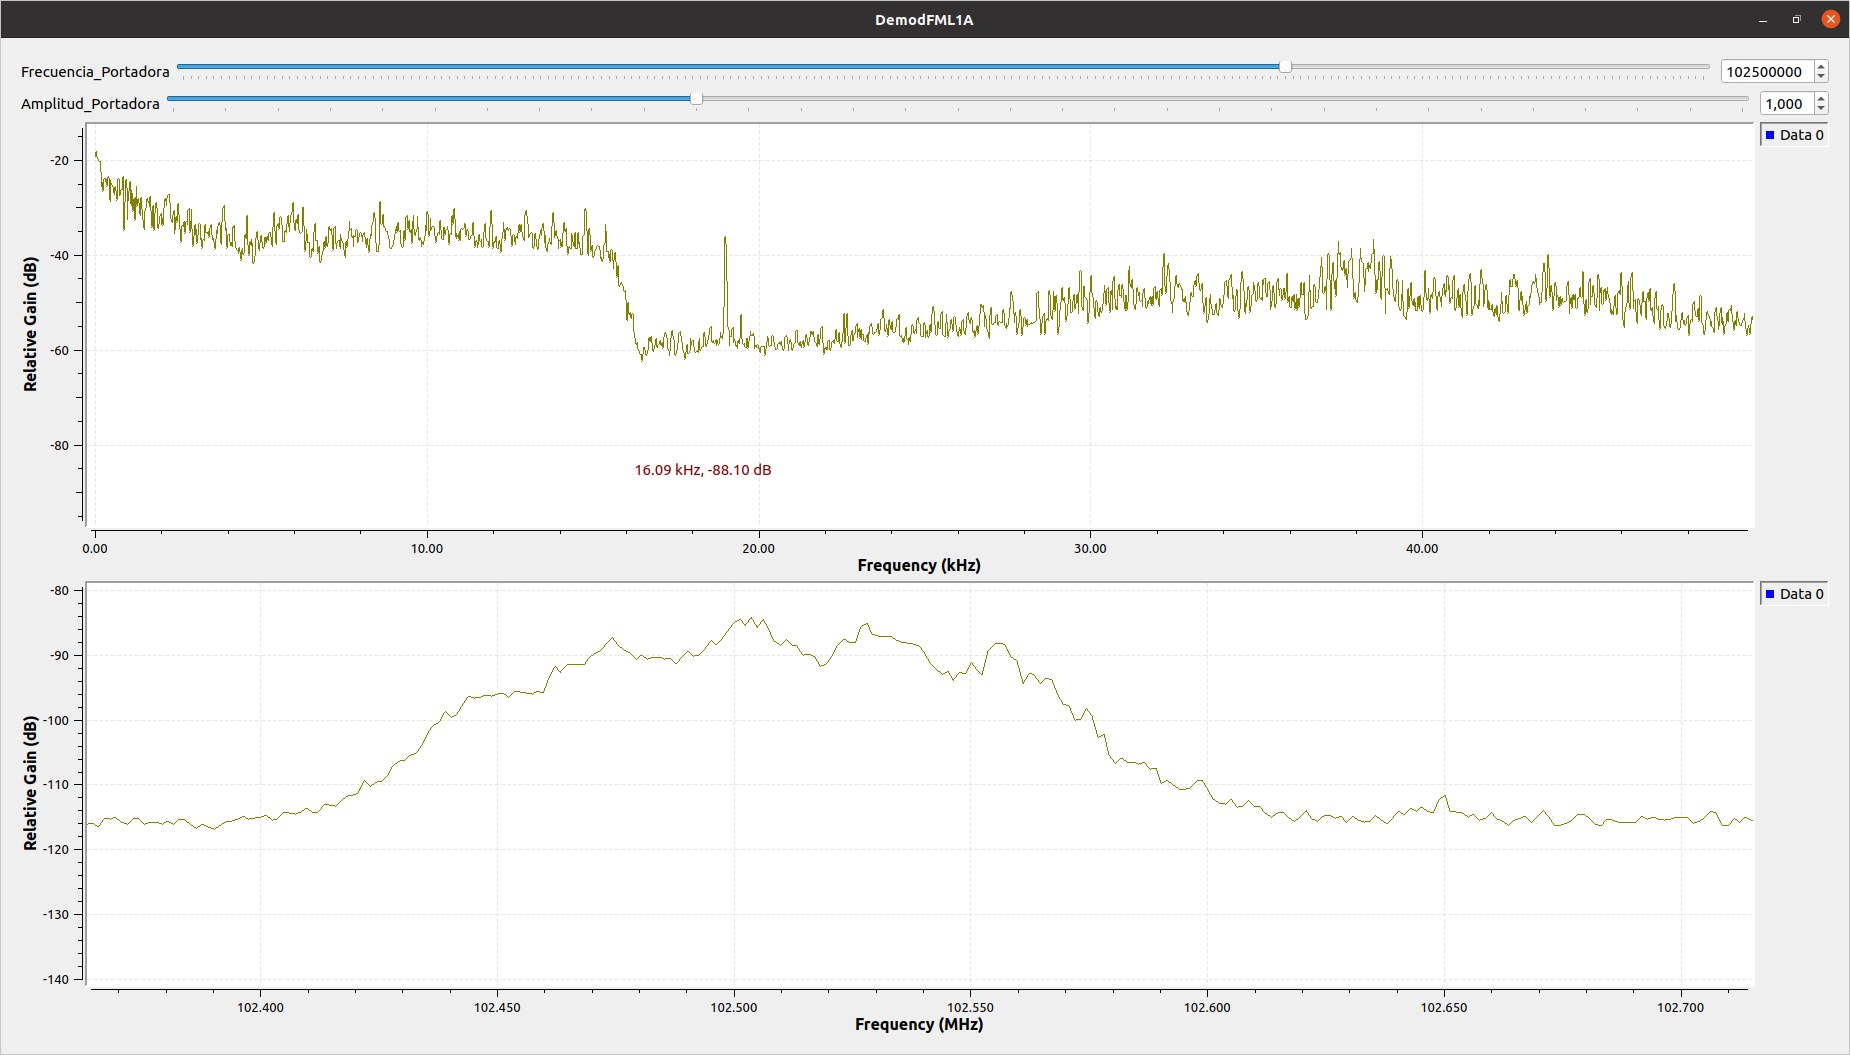 DemodFML1A
Frecuencia_Portadora
102500000
Amplitud_Portadora
1,000
Data 0
-20
-40
-60
-80
Relative Gain (dB)
16.09 kHz, -88.10 dB
0.00 10.00 20.00 30.00 40.00
Frequency (kHz)
Data 0
-80
-90
-100
-110
-120
-130
-140
Relative Gain (dB)
102.400 102.450 102.500 102.550 102.600 102.650 102.700
Frequency (MHz)